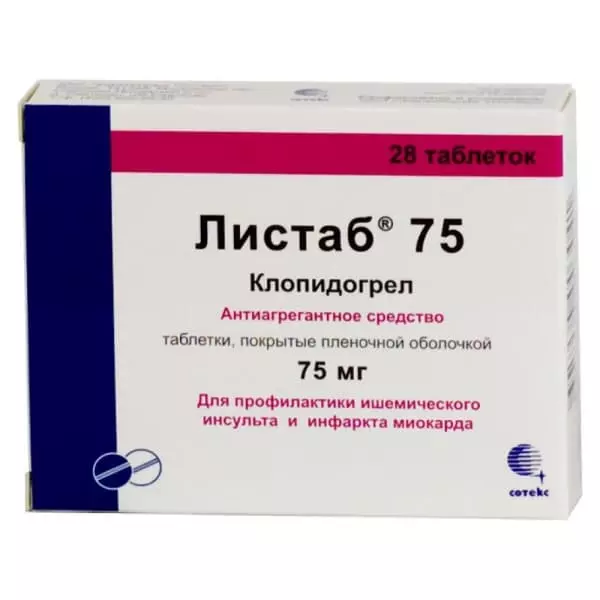 28 таблеток
Листаб® 75
Клопидогрел
Антиагрегантное средство
таблетки, покрытые пленочной оболочкой
75 мг
Для профилактики ишемического
инсульта и инфаркта миокарда
сотекс